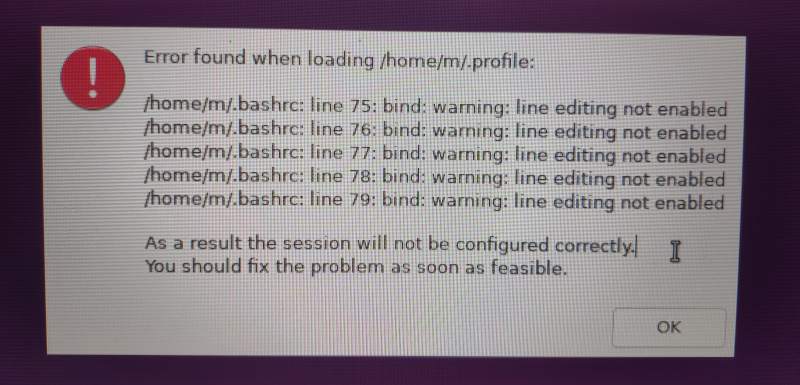 Error found when loading /home/m/.profile:
/home/m/.bashrc: line 75: bind: warning: line editing not enabled
/home/m/.bashrc: line 76: bind: warning: line editing not enabled
/home/m/.bashrc: line 77: bind: warning: line editing not enabled
/home/m/.bashrc: line 78: bind: warning: line editing not enabled
/home/m/.bashrc: line 79: bind: warning: line editing not enabled
As a result the session will not be configured correctly.
You should fix the problem as soon as feasible.
OK